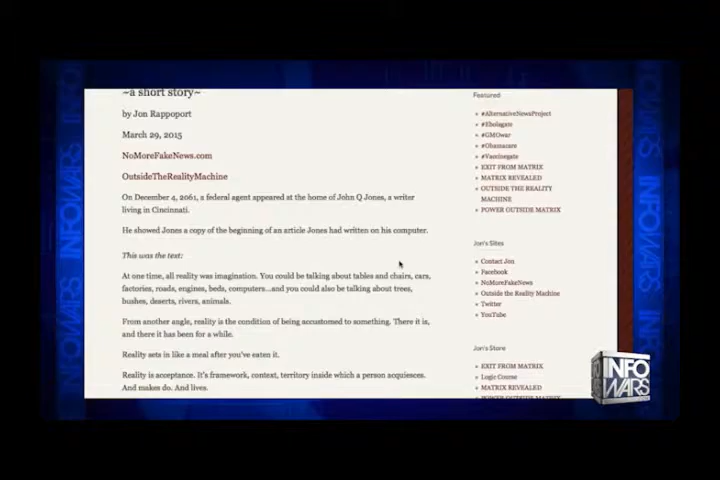 ~a short story~
by Jon Rappoport
March 29, 2015
NoMoreFakeNews.com
OutsideTheRealityMachine
On December 4, 2061, a federal agent appeared at the home of John Q Jones, a writer
living in Cincinnati.
He showed Jones a copy of the beginning of an article Jones had written on his computer.
This was the text:
At one time, all reality was imagination. You could be talking about tables and chairs, cars,
factories, roads, engines, beds, computers...and you could also be talking about trees,
bushes, deserts, rivers, animals.
From another angle, reality is the condition of being accustomed to something. There it is,
and there it has been for a while.
Reality sets in like a meal after you've eaten it.
Reality is acceptance. It's framework, context, territory inside which a person acquiesces.
And makes do. And lives.
Featured
#AlternativeNewsProject
#Ebolagate
#GMOwar
#Obamacare
#Vaccinegate
EXIT FROM MATRIX
MATRIX REVEALED
OUTSIDE THE REALITY
MACHINE
POWER OUTSIDE MATRIX
Jon's Sites
Contact Jon
Facebook
NoMoreFakeNews
Outside the Reality Machine
Twitter
YouTube
Jon's Store
EXIT FROM MATRIX
Logic Course
MATRIX REVEALED
POWER OUTSIDE MATRIX
INFO
WARS
INFOWARS
INFOWARS